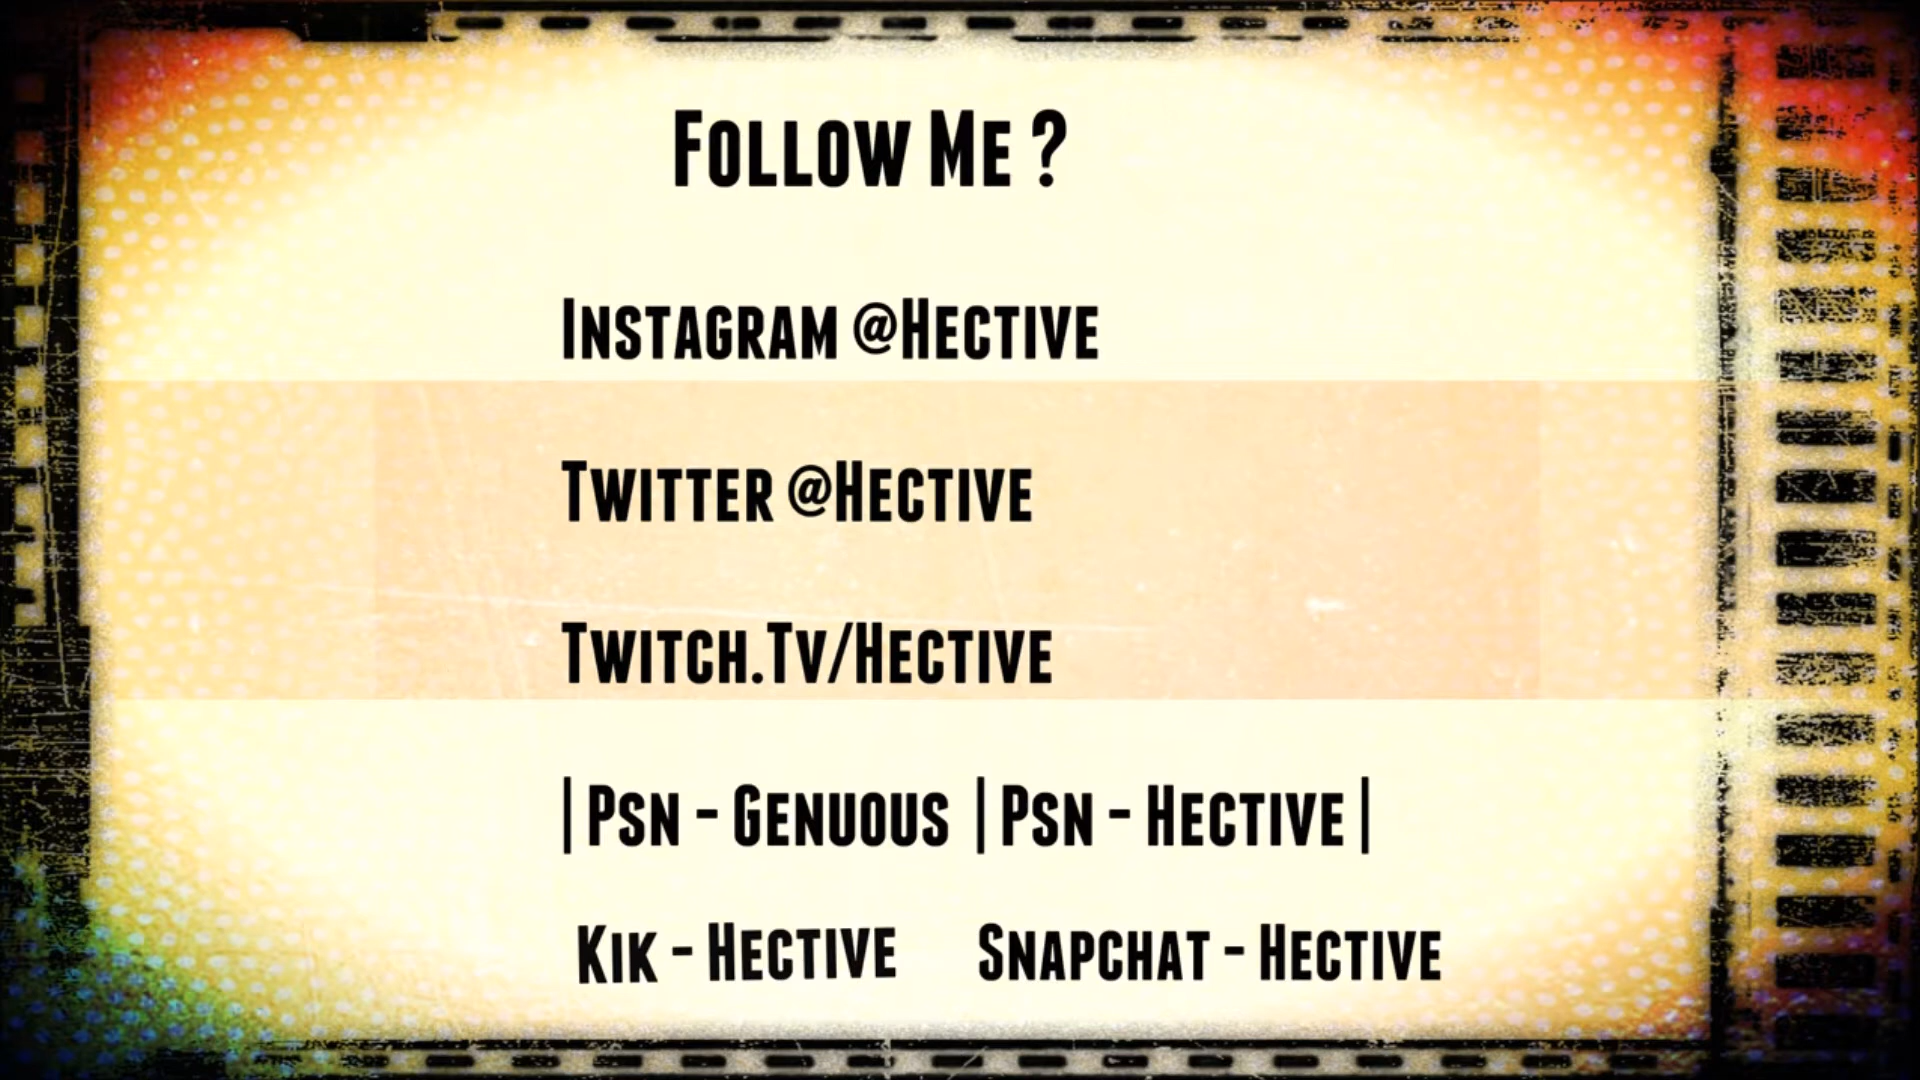 Follow Me ?
Instagram @Hective
Twitter @Hective
Twitch.Tv/Hective
| Psn - Genuous | Psn - Hective |
Kik - Hective Snapchat - Hective